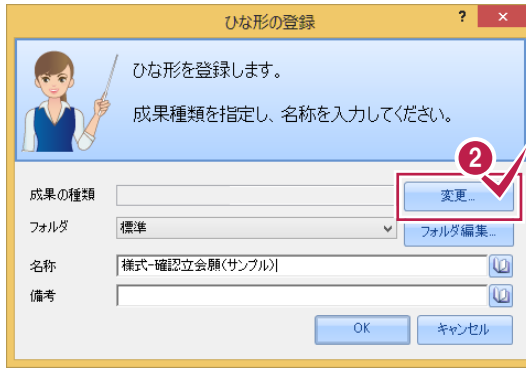 ひな形の登録
?
×
ひな形を登録します。
成果種類を指定し、名称を入力してください。
2
成果の種類
変更...
フォルダ
標準
フォルダ編集...
名称
様式-確認立会願(サンプル)
備考
OK
キャンセル